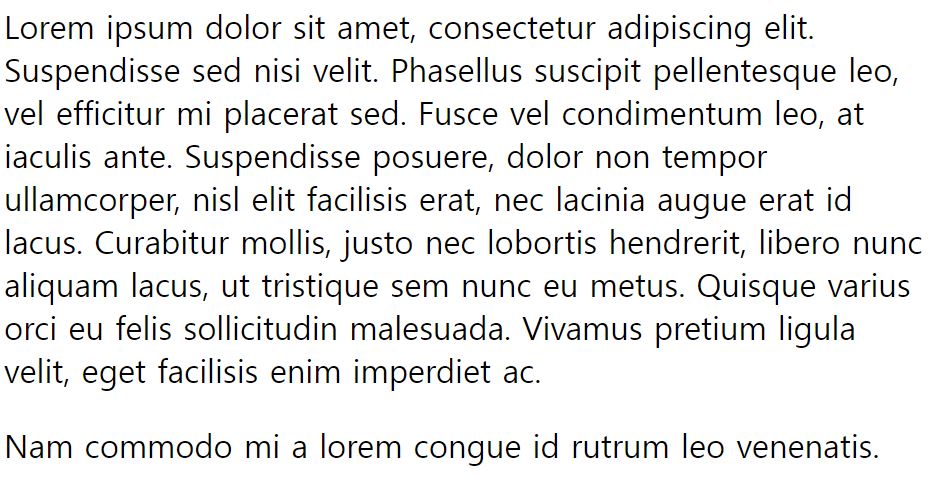 Lorem ipsum dolor sit amet, consectetur adipiscing elit.
Suspendisse sed nisi velit. Phasellus suscipit pellentesque leo,
vel efficitur mi placerat sed. Fusce vel condimentum leo, at
iaculis ante. Suspendisse posuere, dolor non tempor
ullamcorper, nisl elit facilisis erat, nec lacinia augue erat id
lacus. Curabitur mollis, justo nec lobortis hendrerit, libero nunc
aliquam lacus, ut tristique sem nunc eu metus. Quisque varius
orci eu felis sollicitudin malesuada. Vivamus pretium ligula
velit, eget facilisis enim imperdiet ac.
Nam commodo mi a lorem congue id rutrum leo venenatis.